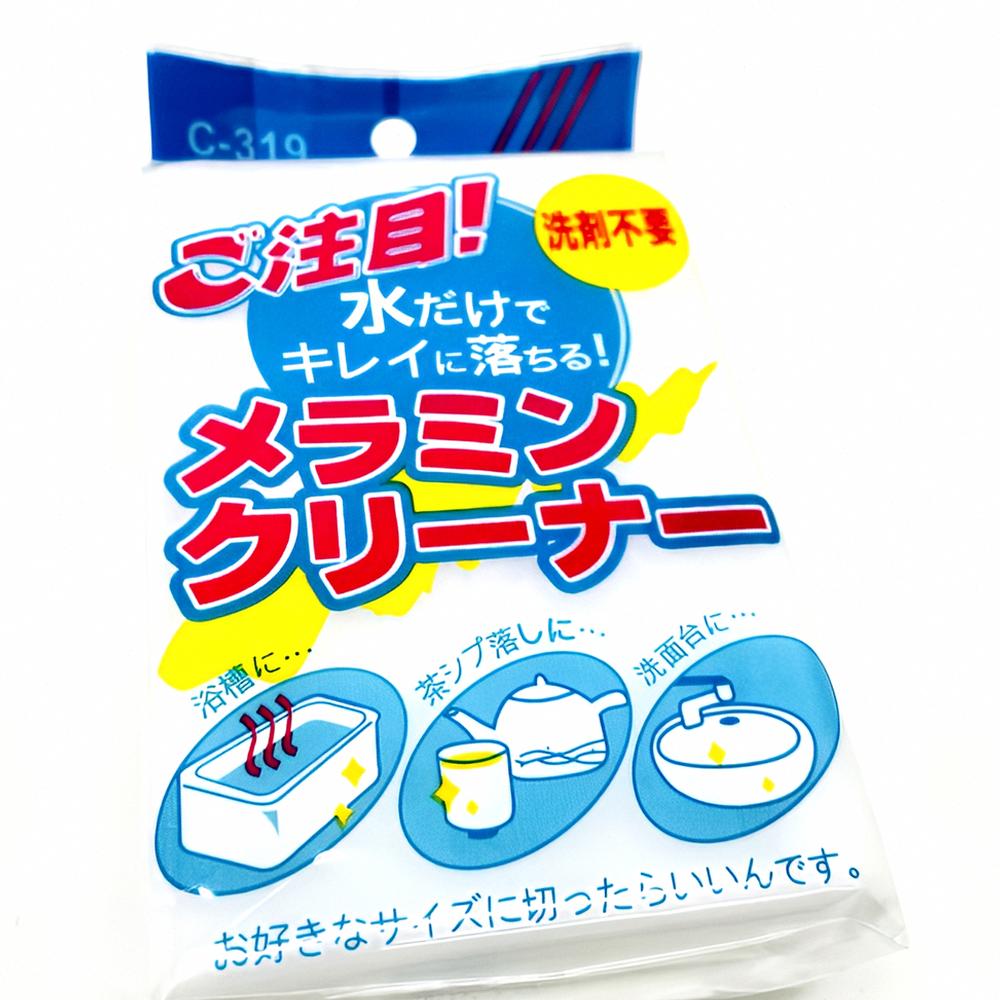 C-319
ご注目!
洗剤不要
水だけで
キレイに落ちる!
メラミン
クリーナー
浴槽に…
茶シブ落しに…
洗面台に…
お好きなサイズに切ったらいいんです。